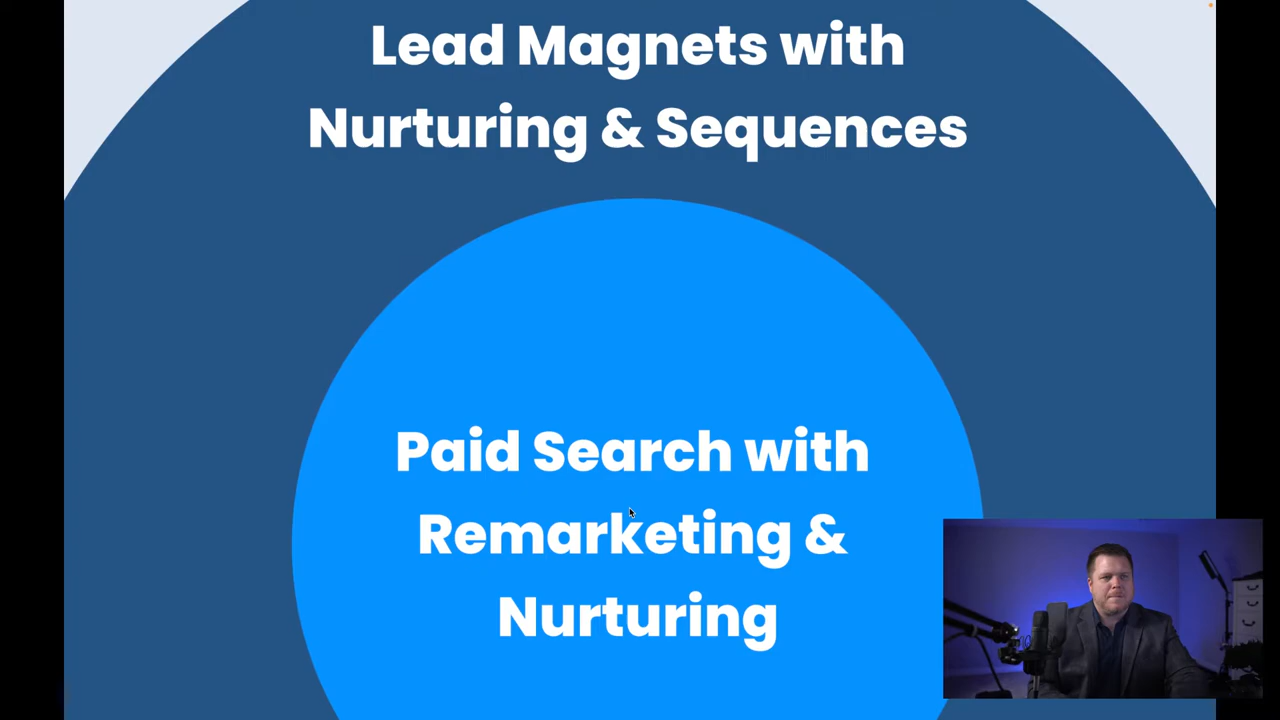 Lead Magnets with
Nurturing & Sequences
Paid Search with
Remarketing &
Nurturing